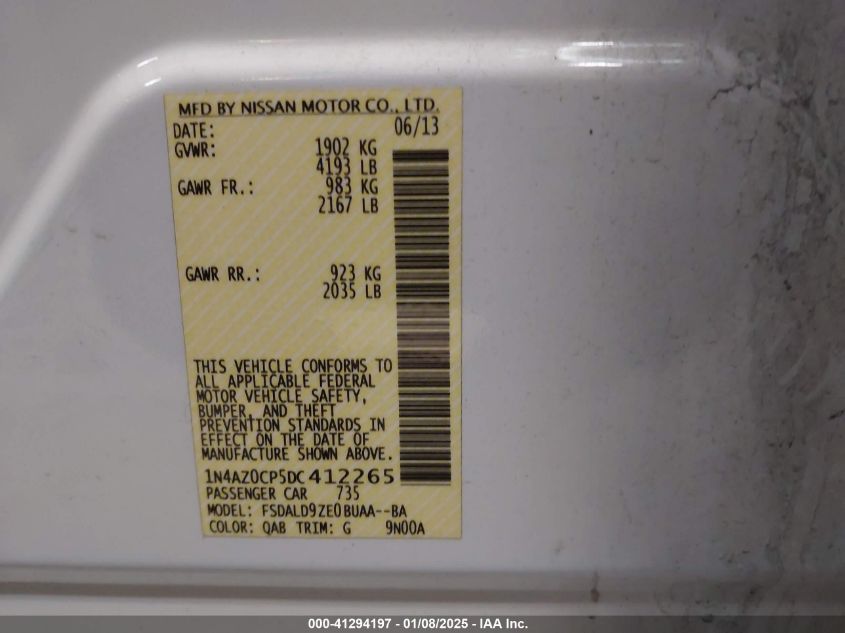 MFD BY NISSAN MOTOR CO., LTD.
DATE: 06/13
GVWR: 1902 KG
4193 LB
GAWR FR.: 983 KG
2167 LB
GAWR RR.: 923 KG
2035 LB
THIS VEHICLE CONFORMS TO
ALL APPLICABLE FEDERAL
MOTOR VEHICLE SAFETY,
BUMPER, AND THEFT
PREVENTION STANDARDS IN
EFFECT ON THE DATE OF
MANUFACTURE SHOWN ABOVE.
1N4AZ0CP5DC412265
PASSENGER CAR 735
MODEL: FSDALD9ZE0BUAA--BA
COLOR: QAB TRIM: G 9N00A
000-41294197 - 01/08/2025 - IAA Inc.